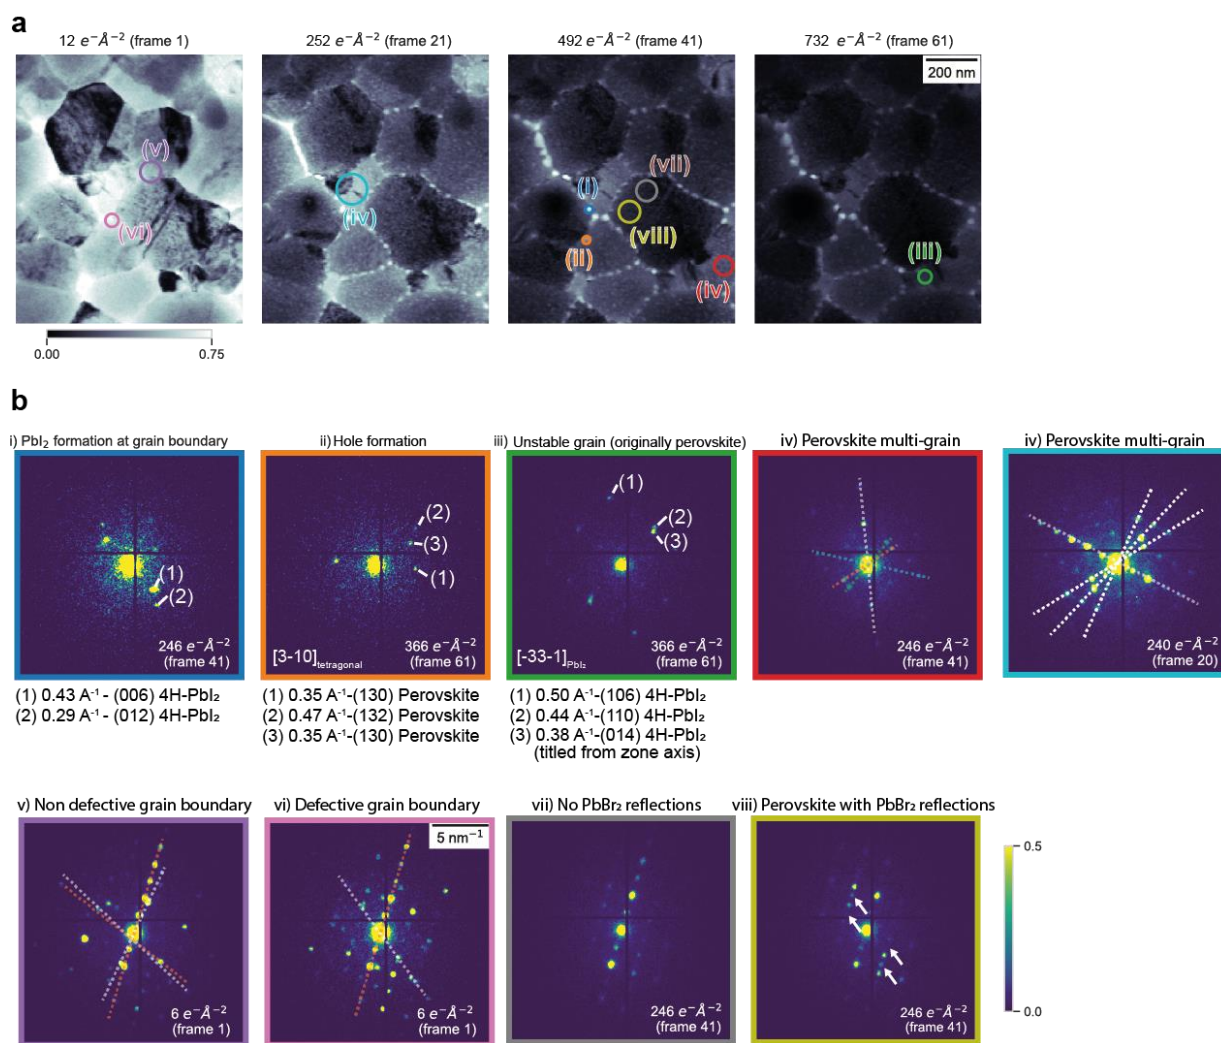 a
12 e⁻Å⁻² (frame 1)
252 e⁻Å⁻² (frame 21)
492 e⁻Å⁻² (frame 41)
732 e⁻Å⁻² (frame 61)
200 nm
(v)
(vi)
(iv)
(i)
(ii)
(vii)
(viii)
(iv)
(iii)
0.00
0.75
b
i) PbI₂ formation at grain boundary
(1)
(2)
246 e⁻Å⁻²
(frame 41)
(1) 0.43 A⁻¹ - (006) 4H-PbI₂
(2) 0.29 A⁻¹ - (012) 4H-PbI₂
ii) Hole formation
(2)
(3)
(1)
[3-10]tetragonal
366 e⁻Å⁻²
(frame 61)
(1) 0.35 A⁻¹-(130) Perovskite
(2) 0.47 A⁻¹-(132) Perovskite
(3) 0.35 A⁻¹-(130) Perovskite
iii) Unstable grain (originally perovskite)
(1)
(2)
(3)
[-33-1]PbI₂
366 e⁻Å⁻²
(frame 61)
(1) 0.50 A⁻¹-(106) 4H-PbI₂
(2) 0.44 A⁻¹-(110) 4H-PbI₂
(3) 0.38 A⁻¹-(014) 4H-PbI₂
(titled from zone axis)
iv) Perovskite multi-grain
246 e⁻Å⁻²
(frame 41)
iv) Perovskite multi-grain
240 e⁻Å⁻²
(frame 20)
v) Non defective grain boundary
6 e⁻Å⁻²
(frame 1)
vi) Defective grain boundary
5 nm⁻¹
6 e⁻Å⁻²
(frame 1)
vii) No PbBr₂ reflections
246 e⁻Å⁻²
(frame 41)
viii) Perovskite with PbBr₂ reflections
246 e⁻Å⁻²
(frame 41)
0.5
0.0